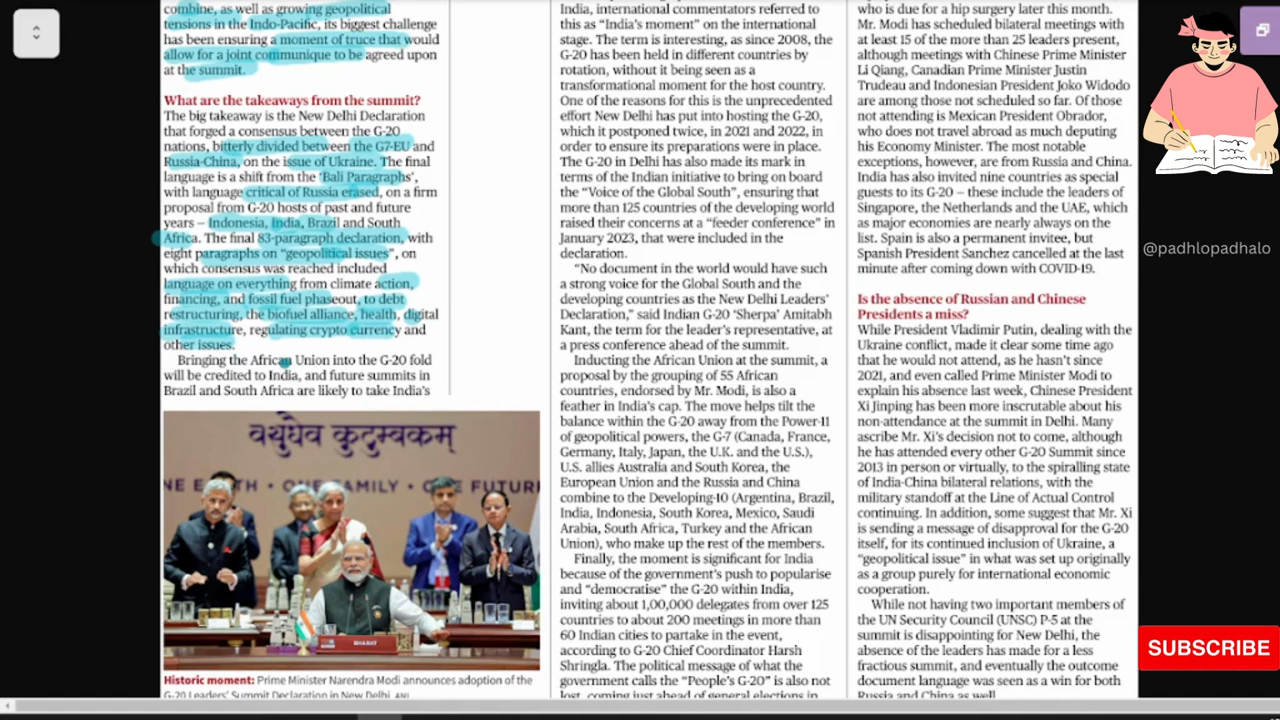 combine, as well as growing geopolitical
tensions in the Indo-Pacific, its biggest challenge
has been ensuring a moment of truce that would
allow for a joint communique to be agreed upon
at the summit.
What are the takeaways from the summit?
The big takeaway is the New Delhi Declaration
that forged a consensus between the G-20
nations, bitterly divided between the G7-EU and
Russia-China, on the issue of Ukraine. The final
language is a shift from the 'Bali Paragraphs',
with language critical of Russia erased, on a firm
proposal from G-20 hosts of past and future
years – Indonesia, India, Brazil and South
Africa. The final 83-paragraph declaration, with
eight paragraphs on “geopolitical issues”, on
which consensus was reached included
language on everything from climate action,
financing, and fossil fuel phaseout, to debt
restructuring, the biofuel alliance, health, digital
infrastructure, regulating crypto currency and
other issues.
Bringing the African Union into the G-20 fold
will be credited to India, and future summits in
Brazil and South Africa are likely to take India's
वसुधैव कुटुम्बकम्
NE EARTH • ONE FAMILY • ONE FUTURE
BHARAT
Historic moment: Prime Minister Narendra Modi announces adoption of the
G-20 Leaders' Summit Declaration in New Delhi. ANI
India, international commentators referred to
this as “India's moment” on the international
stage. The term is interesting, as since 2008, the
G-20 has been held in different countries by
rotation, without it being seen as a
transformational moment for the host country.
One of the reasons for this is the unprecedented
effort New Delhi has put into hosting the G-20,
which it postponed twice, in 2021 and 2022, in
order to ensure its preparations were in place.
The G-20 in Delhi has also made its mark in
terms of the Indian initiative to bring on board
the “Voice of the Global South”, ensuring that
more than 125 countries of the developing world
raised their concerns at a “feeder conference” in
January 2023, that were included in the
declaration.
“No document in the world would have such
a strong voice for the Global South and the
developing countries as the New Delhi Leaders'
Declaration,” said Indian G-20 ‘Sherpa’ Amitabh
Kant, the term for the leader's representative, at
a press conference ahead of the summit.
Inducting the African Union at the summit, a
proposal by the grouping of 55 African
countries, endorsed by Mr. Modi, is also a
feather in India's cap. The move helps tilt the
balance within the G-20 away from the Power-11
of geopolitical powers, the G-7 (Canada, France,
Germany, Italy, Japan, the U.K. and the U.S.),
U.S. allies Australia and South Korea, the
European Union and the Russia and China
combine to the Developing-10 (Argentina, Brazil,
India, Indonesia, South Korea, Mexico, Saudi
Arabia, South Africa, Turkey and the African
Union), who make up the rest of the members.
Finally, the moment is significant for India
because of the government's push to popularise
and “democratise” the G-20 within India,
inviting about 1,00,000 delegates from over 125
countries to about 200 meetings in more than
60 Indian cities to partake in the event,
according to G-20 Chief Coordinator Harsh
Shringla. The political message of what the
government calls the “People's G-20” is also not
lost, coming just ahead of general elections in
who is due for a hip surgery later this month.
Mr. Modi has scheduled bilateral meetings with
at least 15 of the more than 25 leaders present,
although meetings with Chinese Prime Minister
Li Qiang, Canadian Prime Minister Justin
Trudeau and Indonesian President Joko Widodo
are among those not scheduled so far. Of those
not attending is Mexican President Obrador,
who does not travel abroad as much deputing
his Economy Minister. The most notable
exceptions, however, are from Russia and China.
India has also invited nine countries as special
guests to its G-20 – these include the leaders of
Singapore, the Netherlands and the UAE, which
as major economies are nearly always on the
list. Spain is also a permanent invitee, but
Spanish President Sanchez cancelled at the last
minute after coming down with COVID-19.
Is the absence of Russian and Chinese
Presidents a miss?
While President Vladimir Putin, dealing with the
Ukraine conflict, made it clear some time ago
that he would not attend, as he hasn't since
2021, and even called Prime Minister Modi to
explain his absence last week, Chinese President
Xi Jinping has been more inscrutable about his
non-attendance at the summit in Delhi. Many
ascribe Mr. Xi's decision not to come, although
he has attended every other G-20 Summit since
2013 in person or virtually, to the spiralling state
of India-China bilateral relations, with the
military standoff at the Line of Actual Control
continuing. In addition, some suggest that Mr. Xi
is sending a message of disapproval for the G-20
itself, for its continued inclusion of Ukraine, a
“geopolitical issue” in what was set up originally
as a group purely for international economic
cooperation.
While not having two important members of
the UN Security Council (UNSC) P-5 at the
summit is disappointing for New Delhi, the
absence of the leaders has made for a less
fractious summit, and eventually the outcome
document language was seen as a win for both
Russia and China as well.
@padhlopadhalo
SUBSCRIBE